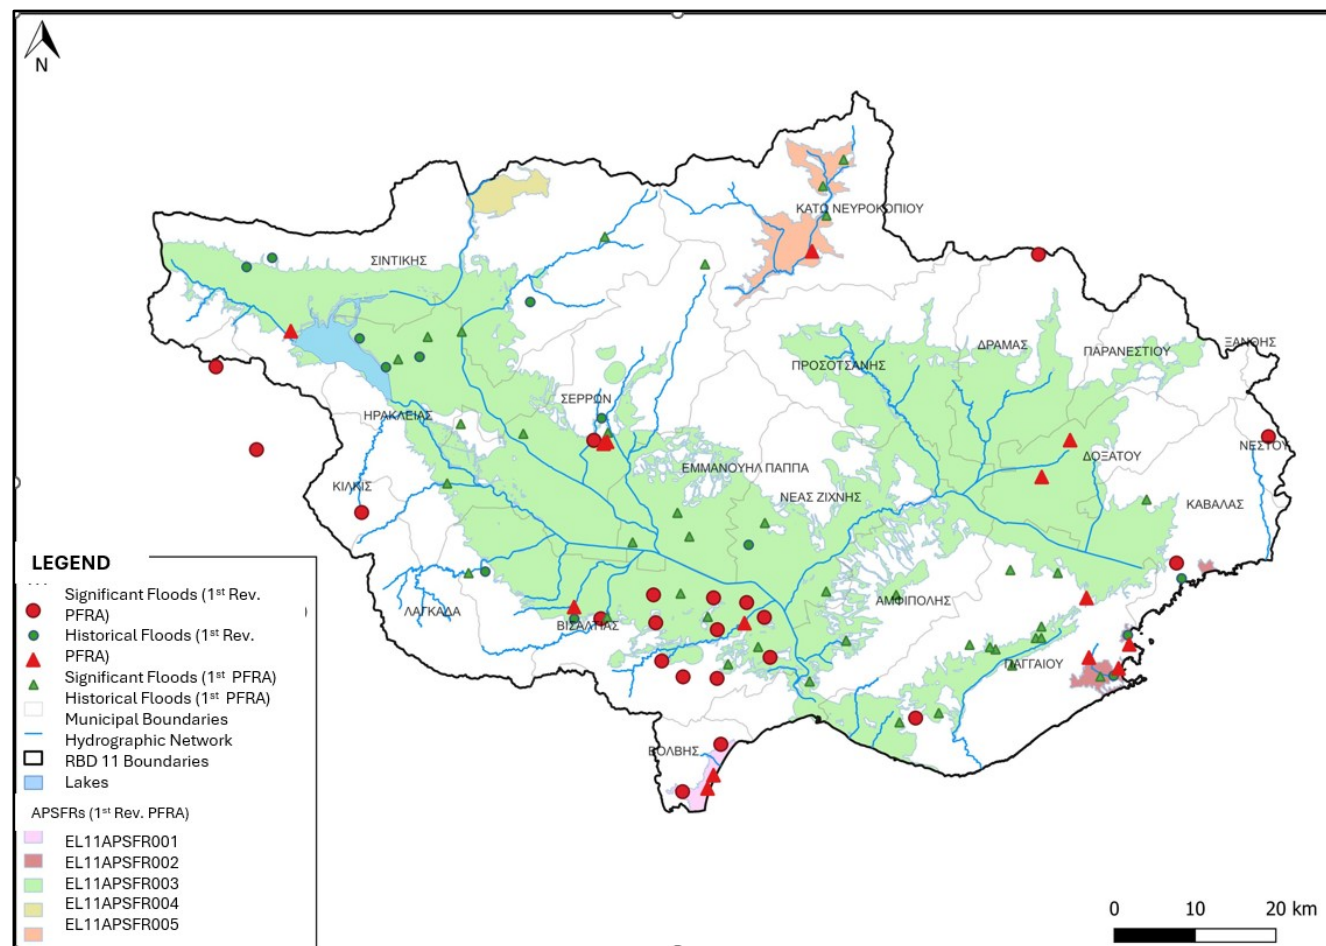 N
ΚΑΤΩ ΝΕΥΡΟΚΟΠΙΟΥ
ΣΙΝΤΙΚΗΣ
ΔΡΑΜΑΣ
ΠΑΡΑΝΕΣΤΙΟΥ
ΞΑΝΘΗΣ
ΠΡΟΣΟΤΣΑΝΗΣ
ΣΕΡΡΩΝ
ΗΡΑΚΛΕΙΑΣ
ΝΕΣΤΟΥ
ΔΟΞΑΤΟΥ
ΕΜΜΑΝΟΥΗΛ ΠΑΠΠΑ
ΚΙΛΚΙΣ
ΝΕΑΣ ΖΙΧΝΗΣ
ΚΑΒΑΛΑΣ
ΑΜΦΙΠΟΛΗΣ
ΛΑΓΚΑΔΑ
ΒΙΣΑΛΤΙΑΣ
ΠΑΓΓΑΙΟΥ
ΒΟΛΒΗΣ
LEGEND
Significant Floods (1st Rev.
PFRA)
Historical Floods (1st Rev.
PFRA)
Significant Floods (1st PFRA)
Historical Floods (1st PFRA)
Municipal Boundaries
Hydrographic Network
RBD 11 Boundaries
Lakes
APSFRs (1st Rev. PFRA)
EL11APSFR001
EL11APSFR002
EL11APSFR003
EL11APSFR004
EL11APSFR005
0 10 20 km